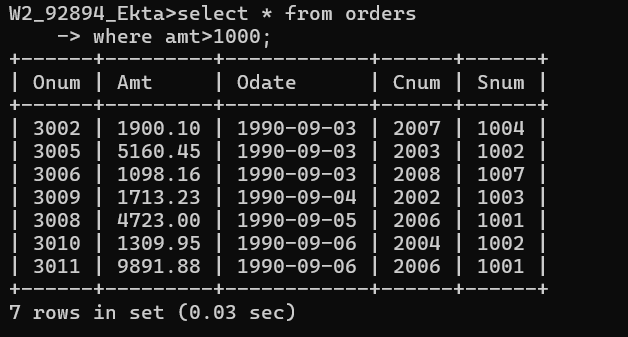 W2_92894_Ekta>select * from orders
    -> where amt>1000;
+------+---------+------------+------+------+
| Onum | Amt     | Odate      | Cnum | Snum |
+------+---------+------------+------+------+
| 3002 | 1900.10 | 1990-09-03 | 2007 | 1004 |
| 3005 | 5160.45 | 1990-09-03 | 2003 | 1002 |
| 3006 | 1098.16 | 1990-09-03 | 2008 | 1007 |
| 3009 | 1713.23 | 1990-09-04 | 2002 | 1003 |
| 3008 | 4723.00 | 1990-09-05 | 2006 | 1001 |
| 3010 | 1309.95 | 1990-09-06 | 2004 | 1002 |
| 3011 | 9891.88 | 1990-09-06 | 2006 | 1001 |
+------+---------+------------+------+------+
7 rows in set (0.03 sec)